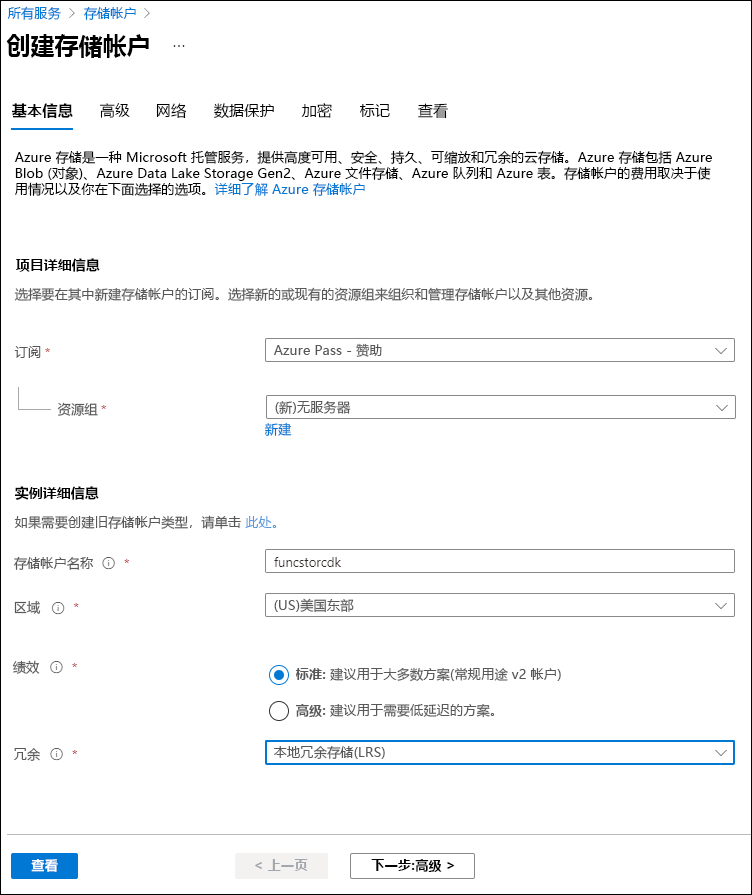 所有服务 > 存储帐户 >
创建存储帐户 ...
基本信息 高级 网络 数据保护 加密 标记 查看
Azure 存储是一种 Microsoft 托管服务，提供高度可用、安全、持久、可缩放和冗余的云存储。Azure 存储包括 Azure
Blob (对象)、Azure Data Lake Storage Gen2、Azure 文件存储、Azure 队列和 Azure 表。存储帐户的费用取决于使
用情况以及你在下面选择的选项。详细了解 Azure 存储帐户
项目详细信息
选择要在其中新建存储帐户的订阅。选择新的或现有的资源组来组织和管理存储帐户以及其他资源。
订阅 * Azure Pass - 赞助
资源组 * (新)无服务器
新建
实例详细信息
如果需要创建旧存储帐户类型，请单击 此处。
存储帐户名称 * funcstorcdk
区域 * (US)美国东部
绩效 * 标准: 建议用于大多数方案(常规用途 v2 帐户)
高级: 建议用于需要低延迟的方案。
冗余 * 本地冗余存储(LRS)
查看 < 上一页 下一步:高级 >